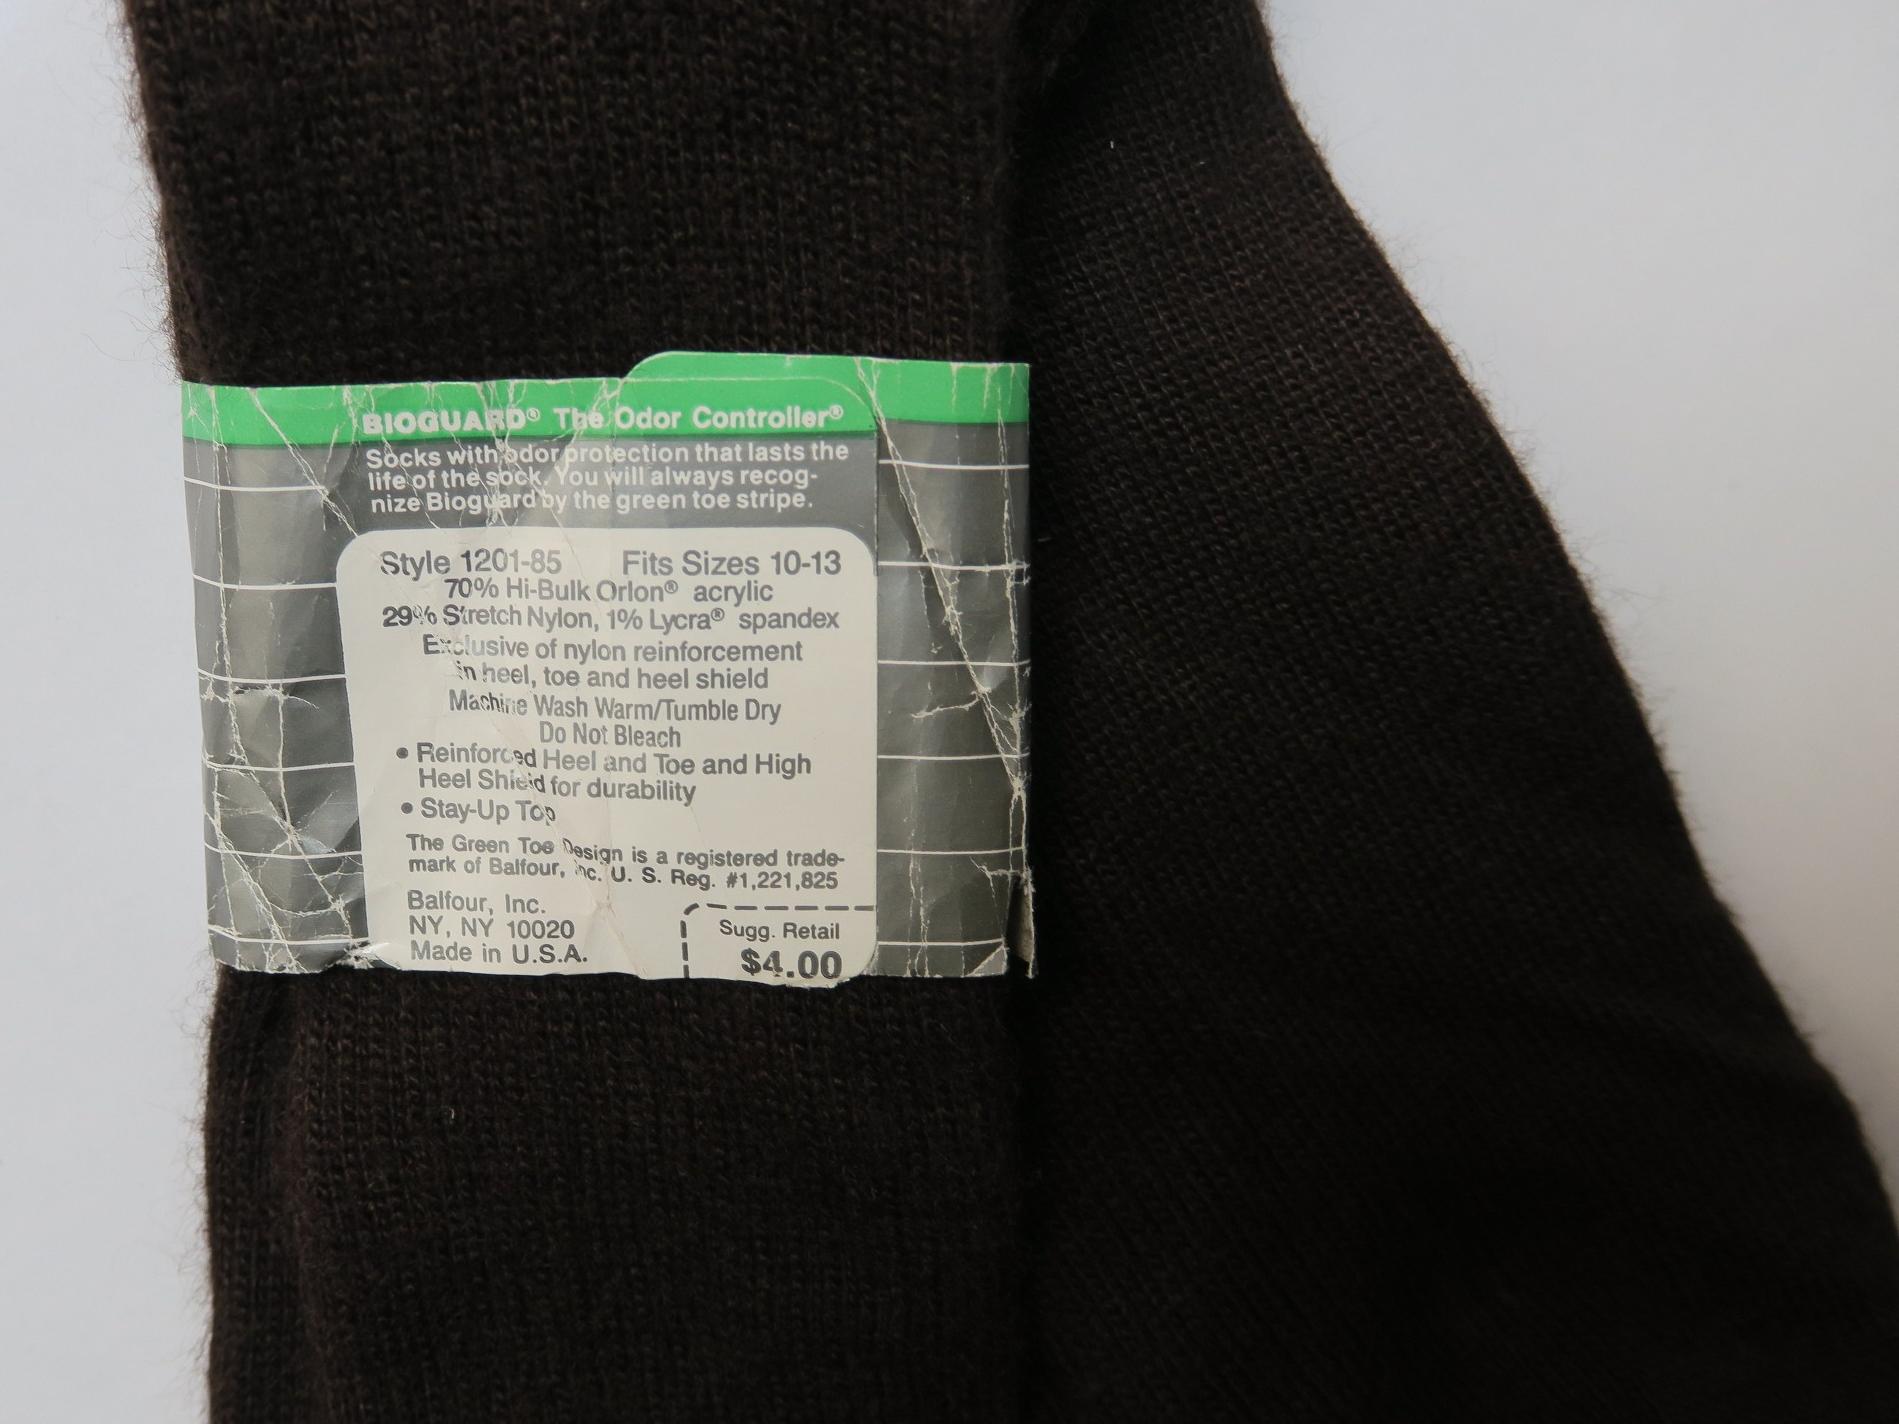 BIOGUARD® The Odor Controller®
Socks with odor protection that lasts the
life of the sock. You will always recog-
nize Bioguard by the green toe stripe.
Style 1201-85 Fits Sizes 10-13
70% Hi-Bulk Orlon® acrylic
29% Stretch Nylon, 1% Lycra® spandex
Exclusive of nylon reinforcement
in heel, toe and heel shield
Machine Wash Warm/Tumble Dry
Do Not Bleach
• Reinforced Heel and Toe and High
Heel Shield for durability
• Stay-Up Top
The Green Toe Design is a registered trade-
mark of Balfour, Inc. U. S. Reg. #1,221,825
Balfour, Inc.
NY, NY 10020
Made in U.S.A.
Sugg. Retail
$4.00